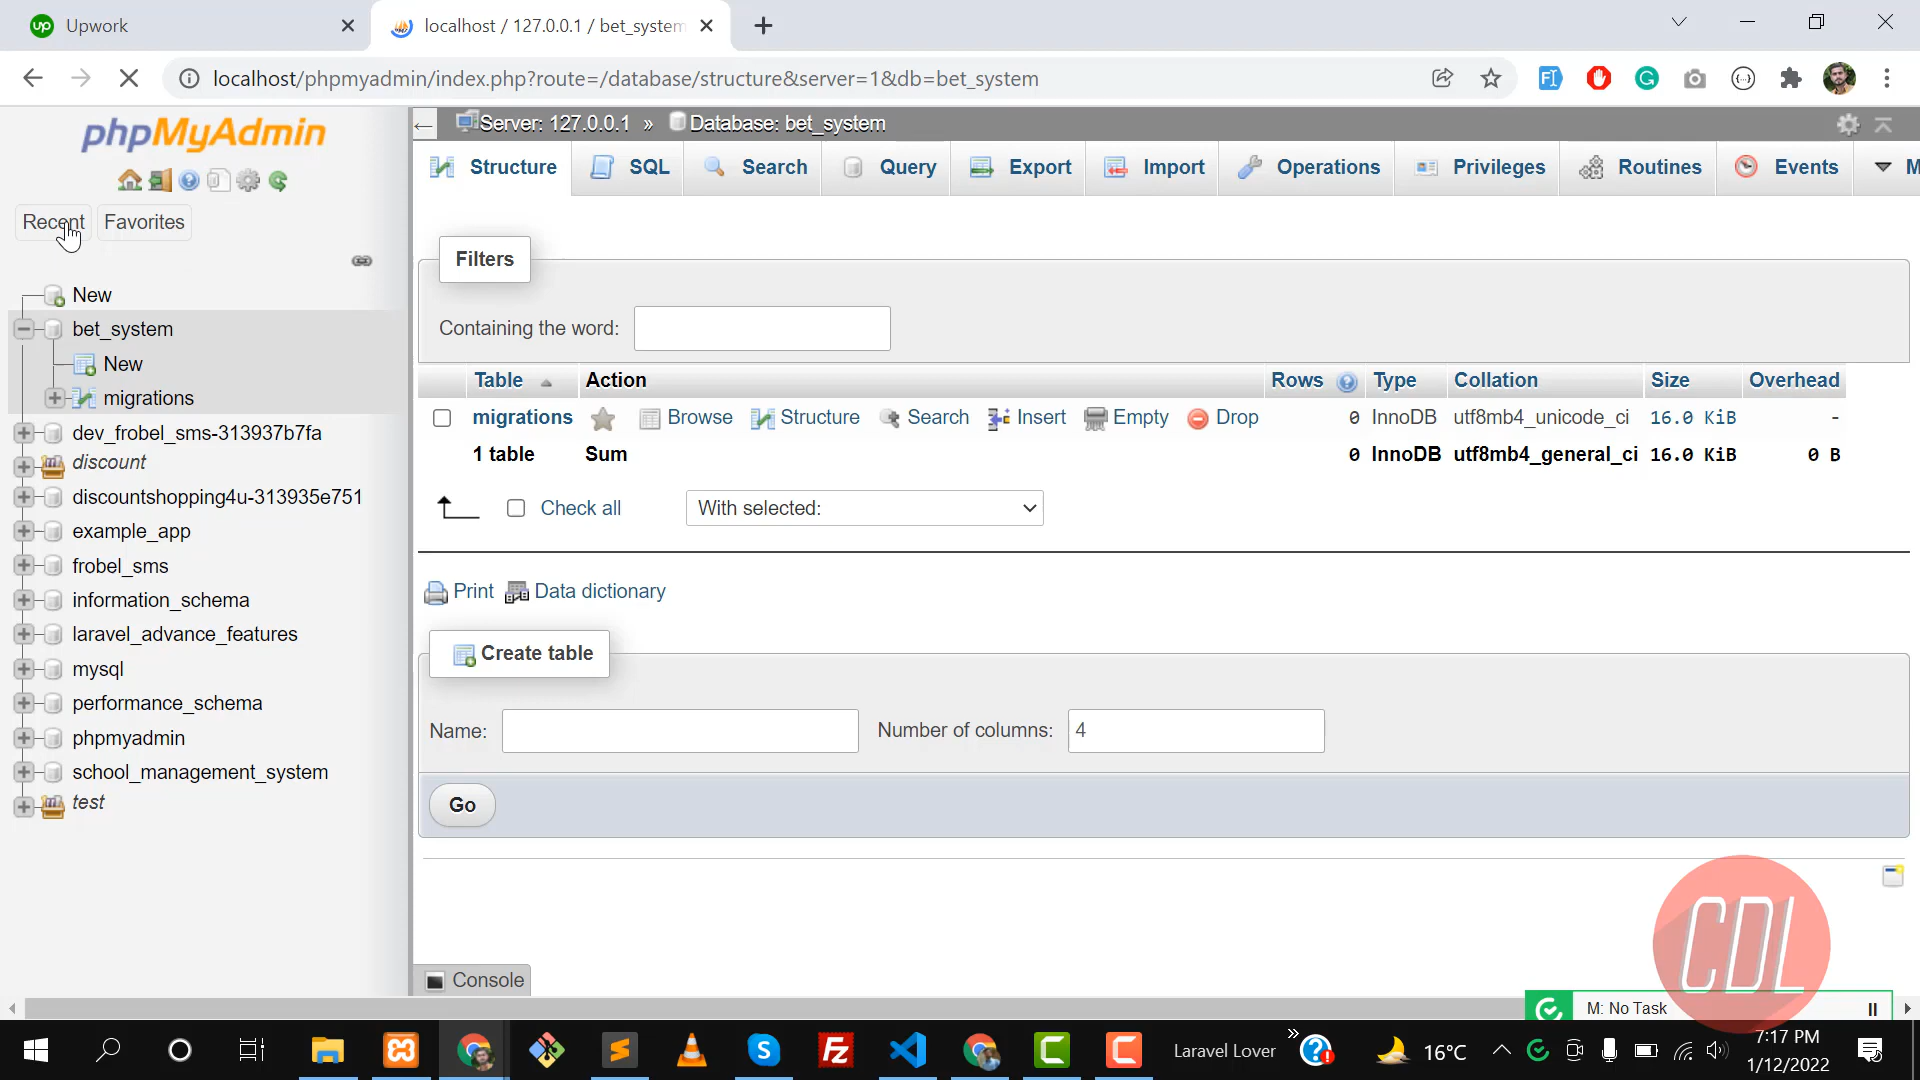 Upwork
localhost / 127.0.0.1 / bet_system
localhost/phpmyadmin/index.php?route=/database/structure&server=1&db=bet_system
phpMyAdmin
Recent
Favorites
New
bet_system
New
migrations
dev_frobel_sms-313937b7fa
discount
discountshopping4u-313935e751
example_app
frobel_sms
information_schema
laravel_advance_features
mysql
performance_schema
phpmyadmin
school_management_system
test
Server: 127.0.0.1 » Database: bet_system
Structure SQL Search Query Export Import Operations Privileges Routines Events M
Filters
Containing the word:
Table Action Rows Type Collation Size Overhead
migrations Browse Structure Search Insert Empty Drop 0 InnoDB utf8mb4_unicode_ci 16.0 KiB -
1 table Sum 0 InnoDB utf8mb4_general_ci 16.0 KiB 0 B
Check all With selected:
Print Data dictionary
Create table
Name: Number of columns: 4
Go
Console
CDL
M: No Task
Laravel Lover
16°C
7:17 PM
1/12/2022